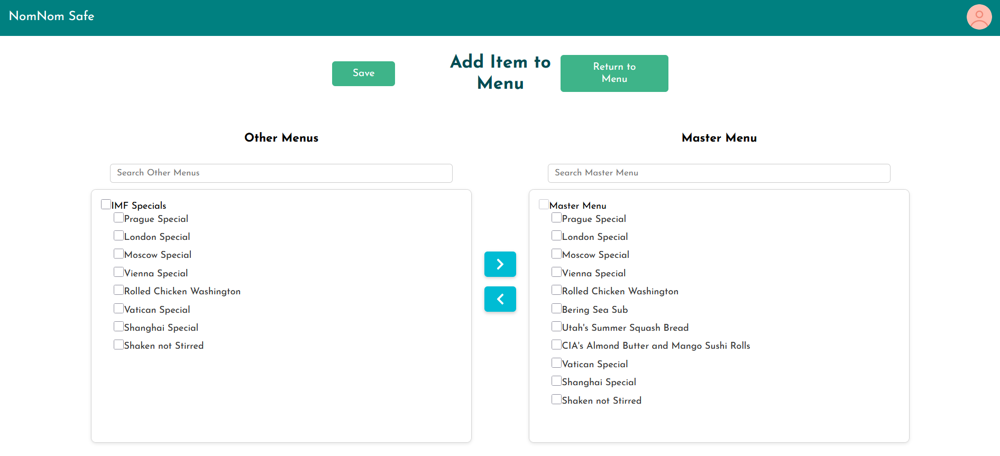 NomNom Safe
Save
Add Item to
Menu
Return to
Menu
Other Menus
Search Other Menus
IMF Specials
Prague Special
London Special
Moscow Special
Vienna Special
Rolled Chicken Washington
Vatican Special
Shanghai Special
Shaken not Stirred
Master Menu
Search Master Menu
Master Menu
Prague Special
London Special
Moscow Special
Vienna Special
Rolled Chicken Washington
Bering Sea Sub
Utah's Summer Squash Bread
CIA's Almond Butter and Mango Sushi Rolls
Vatican Special
Shanghai Special
Shaken not Stirred